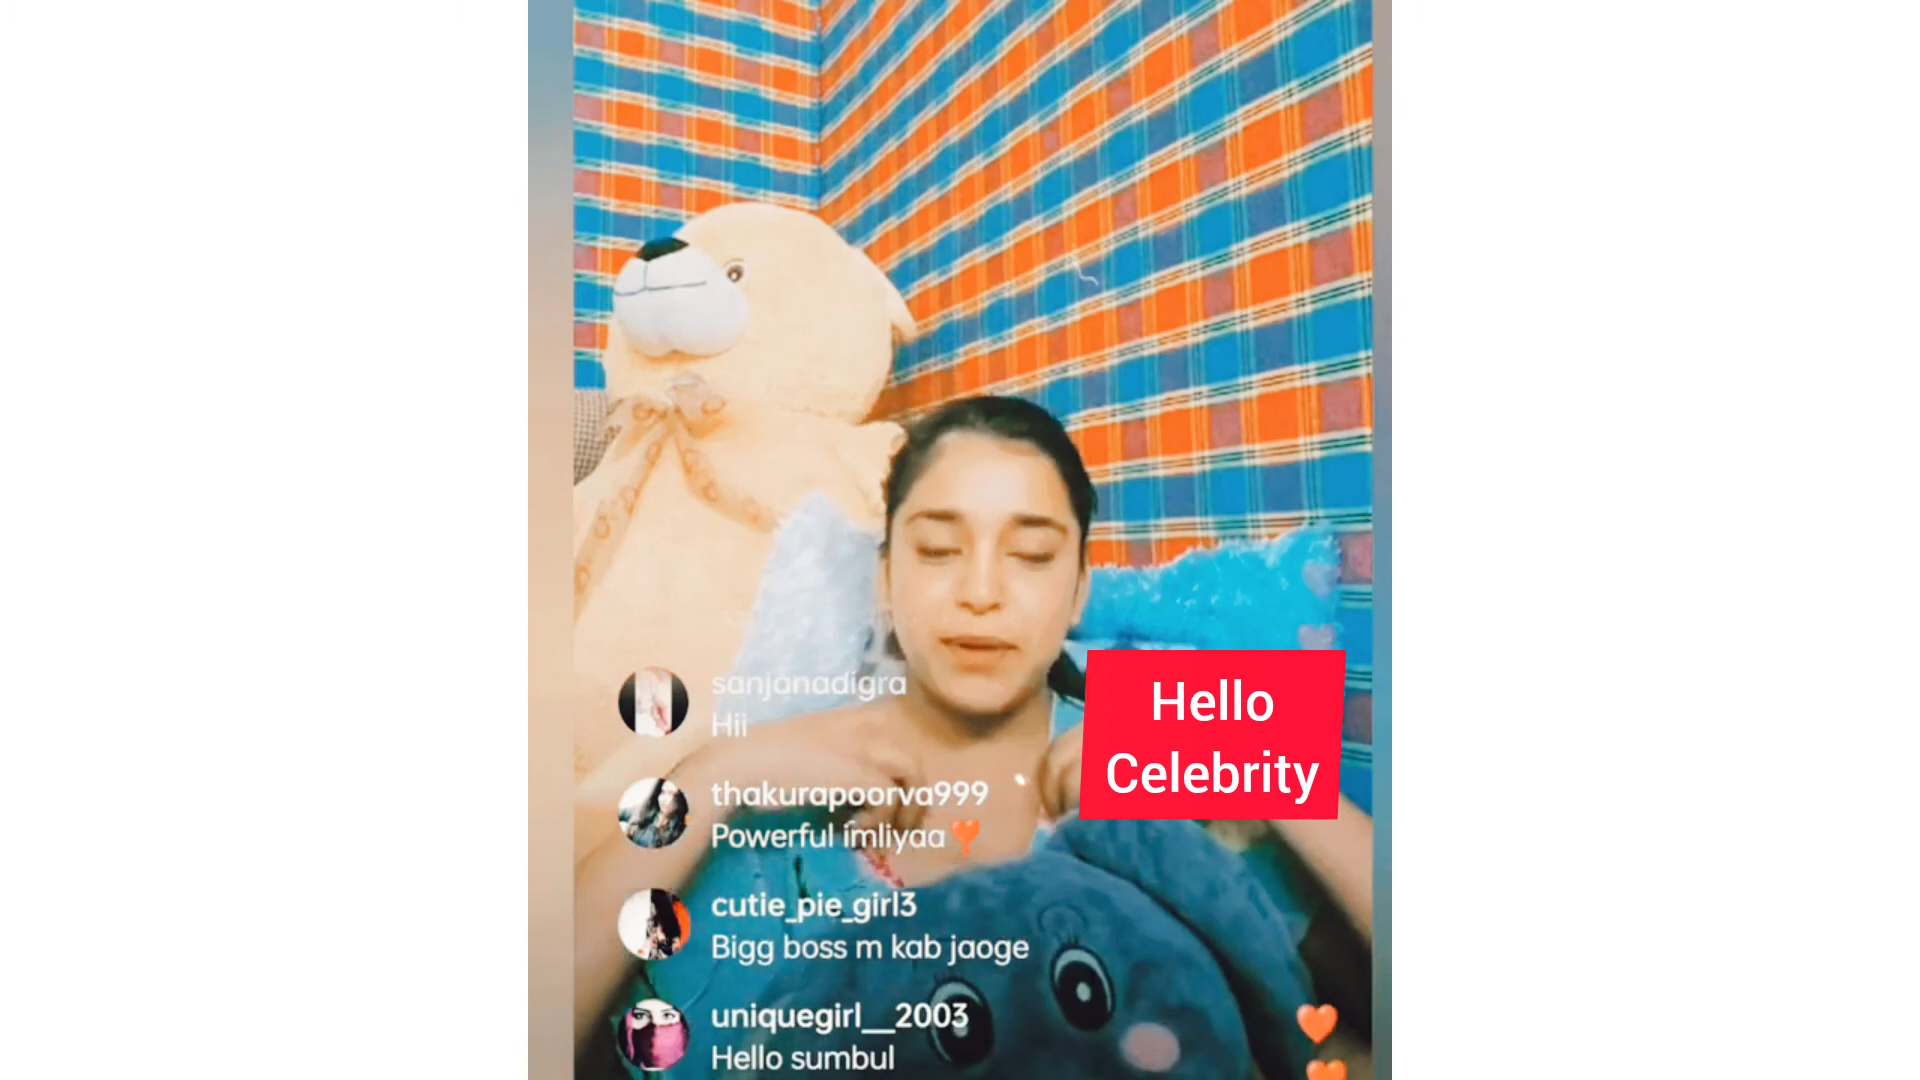 sanjanadigra
Hii
thakurapoorva999
Powerful imliyaa❣
cutie_pie_girl3
Bigg boss m kab jaoge
uniquegirl__2003
Hello sumbul
Hello
Celebrity